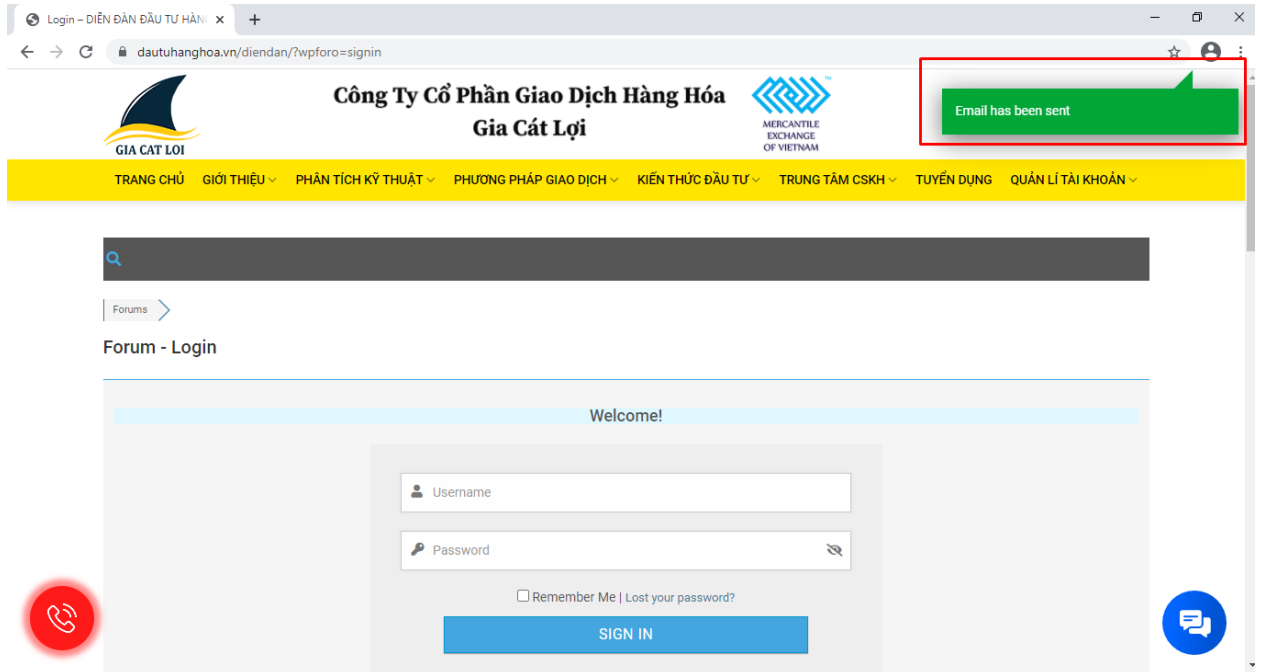 Login – DIỄN ĐÀN ĐẦU TƯ HÀN
dautuhanghoa.vn/diendan/?wpforo=signin
GIA CAT LOI
Công Ty Cổ Phần Giao Dịch Hàng Hóa
Gia Cát Lợi
MERCANTILE
EXCHANGE
OF VIETNAM
Email has been sent
TRANG CHỦ GIỚI THIỆU PHÂN TÍCH KỸ THUẬT PHƯƠNG PHÁP GIAO DỊCH KIẾN THỨC ĐẦU TƯ TRUNG TÂM CSKH TUYỂN DỤNG QUẢN LÍ TÀI KHOẢN
Forums
Forum - Login
Welcome!
Username
Password
Remember Me | Lost your password?
SIGN IN